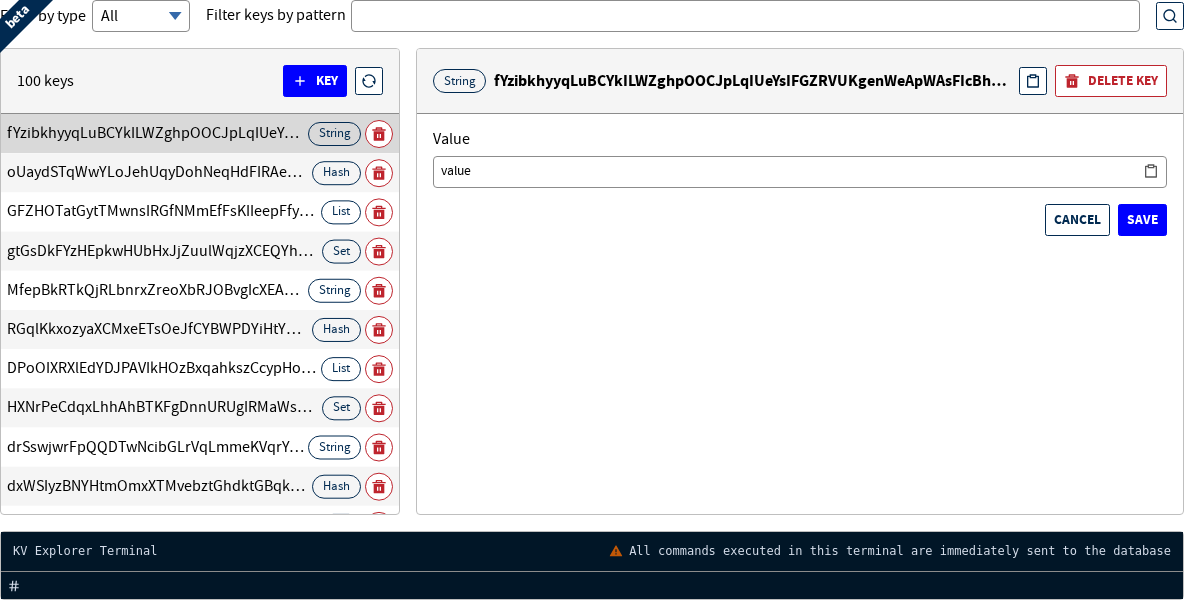 beta
by type
All
Filter keys by pattern
100 keys
+ KEY
String
fYzibkhyyqLuBCYkILWZghpOOCJpLqIUeYsIFGZRVUKgenWeApWAsFIcBh...
DELETE KEY
fYzibkhyyqLuBCYkILWZghpOOCJpLqIUeY... String
oUaydSTqWwYLoJehUqyDohNeqHdFIRAe... Hash
GFZHOTatGytTMwnsIRGfNMmEfFsKIIeepFfy... List
gtGsDkFYzHEpkwHUbHxJjZuulWqjzXCEQYh... Set
MfepBkRTkQjRLbnrxZreoXbRJOBvgIcXEA... String
RGqlKkxozyaXCMxeETsOeJfCYBWPDYiHtY... Hash
DPoOIXRXlEdYDJPAVlkHOzBxqahkszCcypHo... List
HXNrPeCdqxLhhAhBTKFgDnnURUgIRMaWs... Set
drSswjwrFpQQDTwNcibGLrVqLmmeKVqrY... String
dxWSIyzBNYHtmOmxXTMvebztGhdktGBqk... Hash
Value
value
CANCEL
SAVE
KV Explorer Terminal
All commands executed in this terminal are immediately sent to the database
#